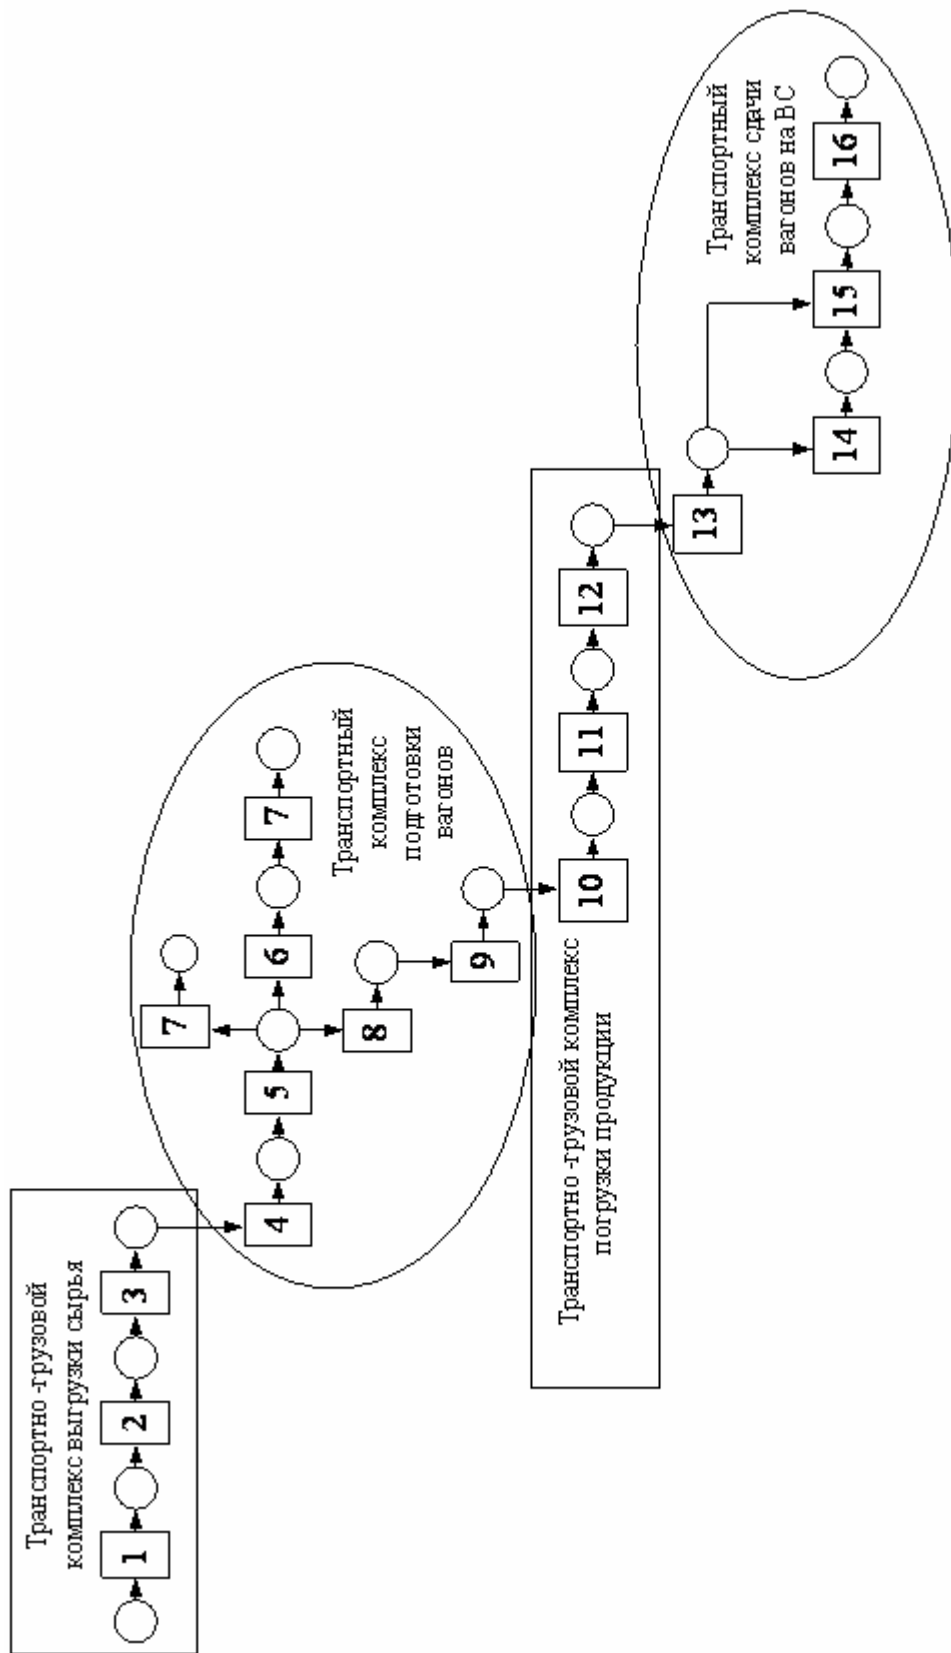 Транспортно -грузовой
комплекс выгрузки сырья
1
2
3
4
5
6
7
7
8
9
Транспортный
комплекс
подготовки
вагонов
Транспортно -грузовой комплекс
погрузки продукции
10
11
12
13
14
15
16
Транспортный
комплекс сдачи
вагонов на ВС